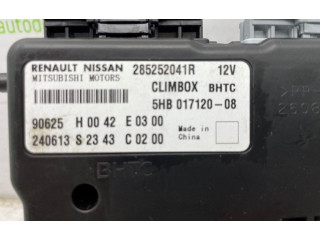 RENAULT NISSAN 285252041R 12V
MITSUBISHI MOTORS CLIMBOX BHTC
5HB 017120-08
90625 H 00 42 E 03 00
240613 S 23 43 C 02 00
Made in
China
BHTC